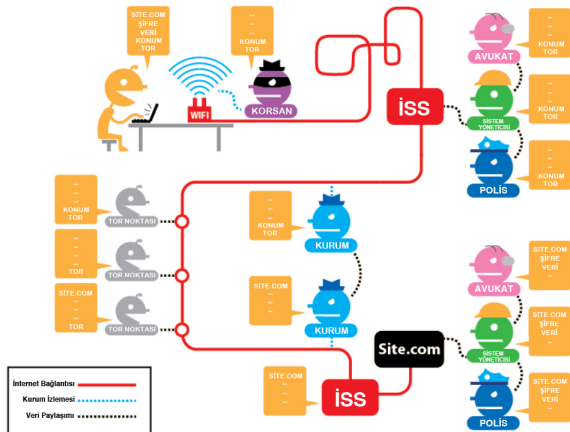 SİTE.COM
ŞİFRE
VERİ
KONUM
TOR
...
...
...
KONUM
TOR
WIFI
KORSAN
İSS
...
...
...
KONUM
TOR
AVUKAT
...
...
...
KONUM
TOR
SİSTEM
YÖNETİCİSİ
...
...
...
KONUM
TOR
POLİS
...
...
...
KONUM
TOR
TOR NOKTASI
...
...
...
...
TOR
TOR NOKTASI
SİTE.COM
...
...
...
TOR
TOR NOKTASI
...
...
...
KONUM
TOR
KURUM
SİTE.COM
...
...
...
KURUM
SİTE.COM
ŞİFRE
VERİ
...
AVUKAT
SİTE.COM
ŞİFRE
VERİ
...
SİSTEM
YÖNETİCİSİ
SİTE.COM
ŞİFRE
VERİ
...
POLİS
Site.com
SİTE.COM
...
...
...
İSS
İnternet Bağlantısı
Kurum İzlemesi
Veri Paylaşımı